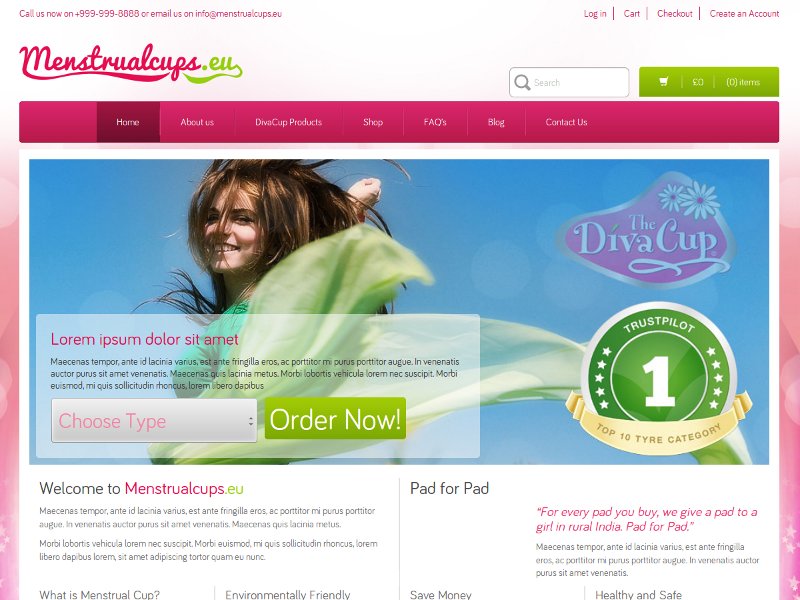 Call us now on +999-999-8888 or email us on info@menstrualcups.eu
Log in
Cart
Checkout
Create an Account
Menstrualcups.eu
Search
£0
(0) items
Home
About us
DivaCup Products
Shop
FAQ's
Blog
Contact Us
The
DivaCup
TRUSTPILOT
1
TOP 10 TYRE CATEGORY
Lorem ipsum dolor sit amet
Maecenas tempor, ante id lacinia varius, est ante fringilla eros, ac porttitor mi purus porttitor augue. In venenatis
auctor purus sit amet venenatis. Maecenas quis lacinia metus. Morbi lobortis vehicula lorem nec suscipit. Morbi
euismod, mi quis sollicitudin rhoncus, lorem libero dapibus
Choose Type
Order Now!
Welcome to Menstrualcups.eu
Maecenas tempor, ante id lacinia varius, est ante fringilla eros, ac porttitor mi purus porttitor
augue. In venenatis auctor purus sit amet venenatis. Maecenas quis lacinia metus.
Morbi lobortis vehicula lorem nec suscipit. Morbi euismod, mi quis sollicitudin rhoncus, lorem
libero dapibus lorem, sit amet adipiscing tortor quam eu nunc.
Pad for Pad
“For every pad you buy, we give a pad to a
girl in rural India. Pad for Pad.”
Maecenas tempor, ante id lacinia varius, est ante fringilla
eros, ac porttitor mi purus porttitor augue. In venenatis auctor
purus sit amet venenatis.
What is Menstrual Cup?
Environmentally Friendly
Save Money
Healthy and Safe